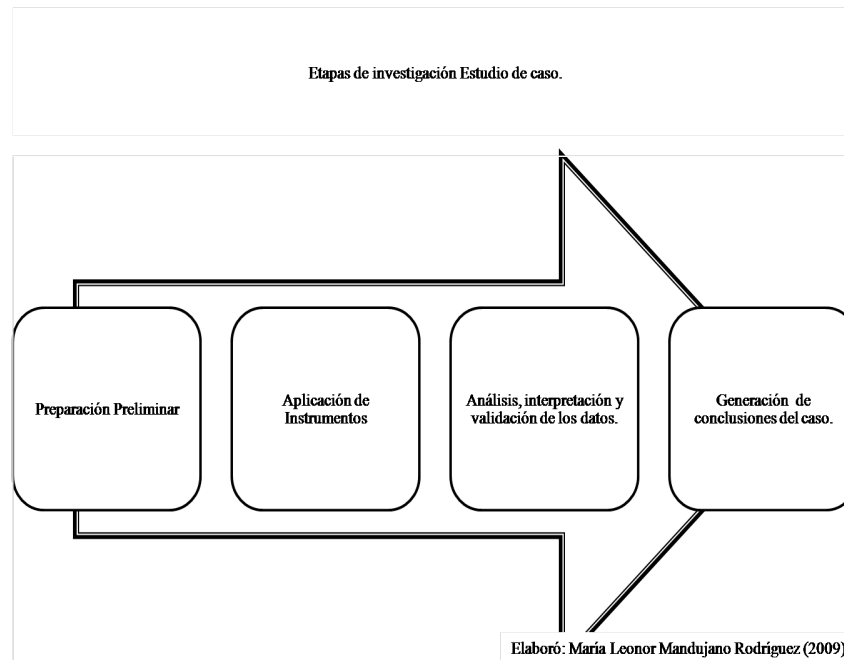 Etapas de investigación Estudio de caso.
Preparación Preliminar
Aplicación de
Instrumentos
Análisis, interpretación y
validación de los datos.
Generación de
conclusiones del caso.
Elaboró: María Leonor Mandujano Rodríguez (2009)